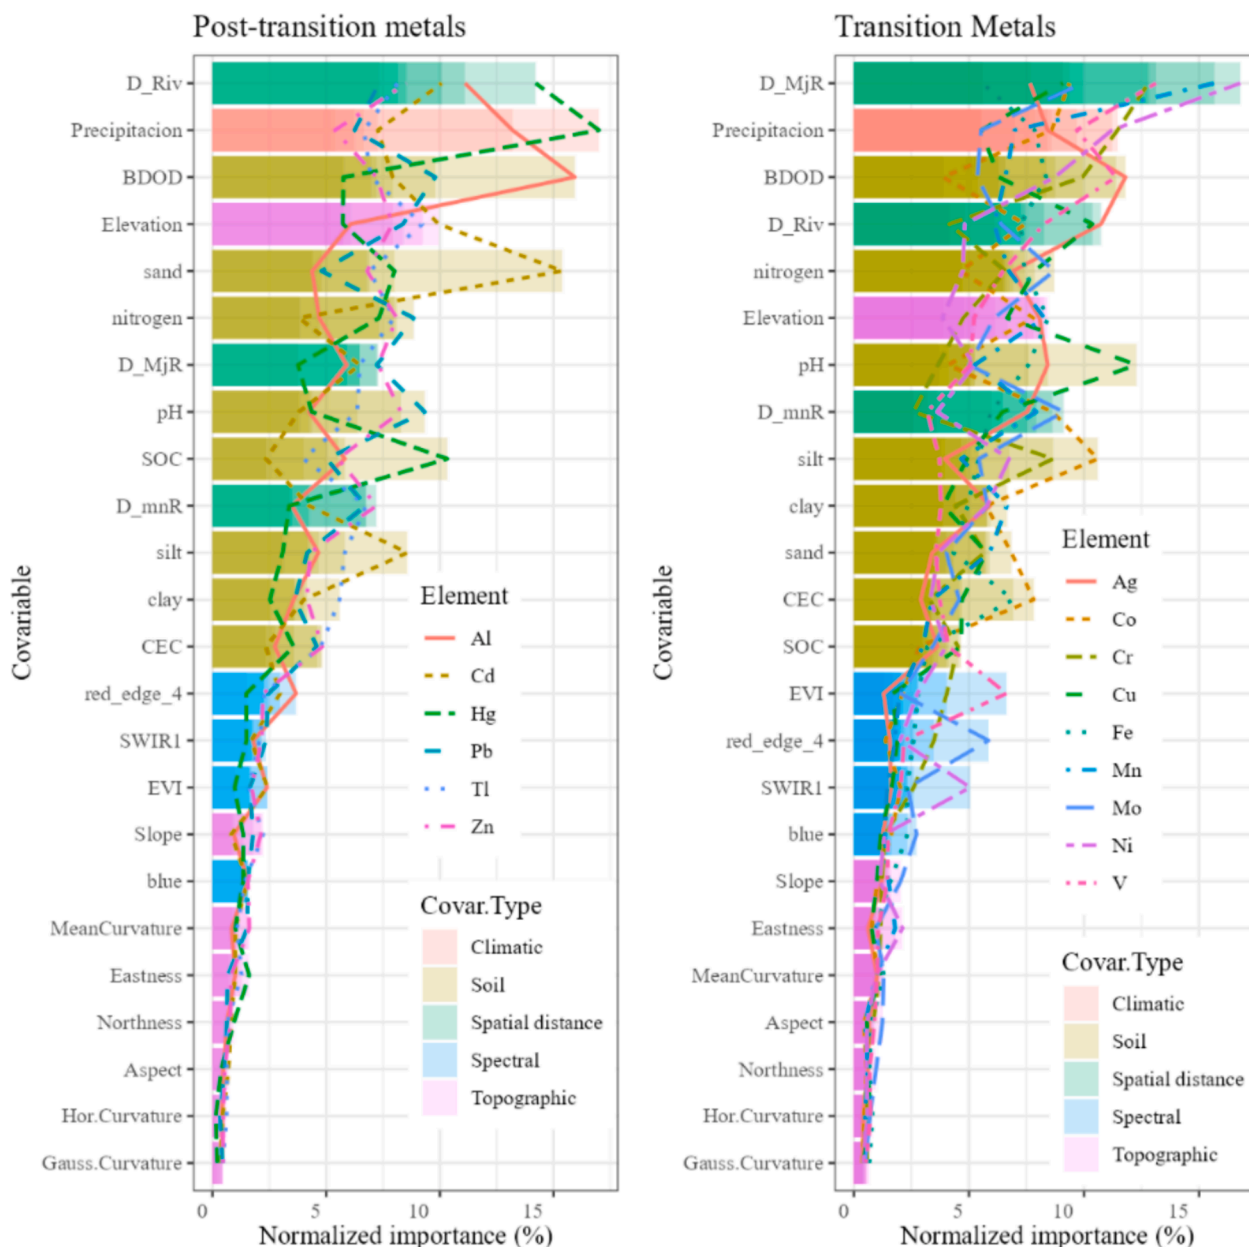 Post-transition metals
Covariable
D_Riv
Precipitacion
BDOD
Elevation
sand
nitrogen
D_MjR
pH
SOC
D_mnR
silt
clay
CEC
red_edge_4
SWIR1
EVI
Slope
blue
MeanCurvature
Eastness
Northness
Aspect
Hor.Curvature
Gauss.Curvature
Element
Al
Cd
Hg
Pb
Tl
Zn
Covar.Type
Climatic
Soil
Spatial distance
Spectral
Topographic
0 5 10 15
Normalized importance (%)
Transition Metals
Covariable
D_MjR
Precipitacion
BDOD
D_Riv
nitrogen
Elevation
pH
D_mnR
silt
clay
sand
CEC
SOC
EVI
red_edge_4
SWIR1
blue
Slope
Eastness
MeanCurvature
Aspect
Northness
Hor.Curvature
Gauss.Curvature
Element
Ag
Co
Cr
Cu
Fe
Mn
Mo
Ni
V
Covar.Type
Climatic
Soil
Spatial distance
Spectral
Topographic
0 5 10 15
Normalized importance (%)